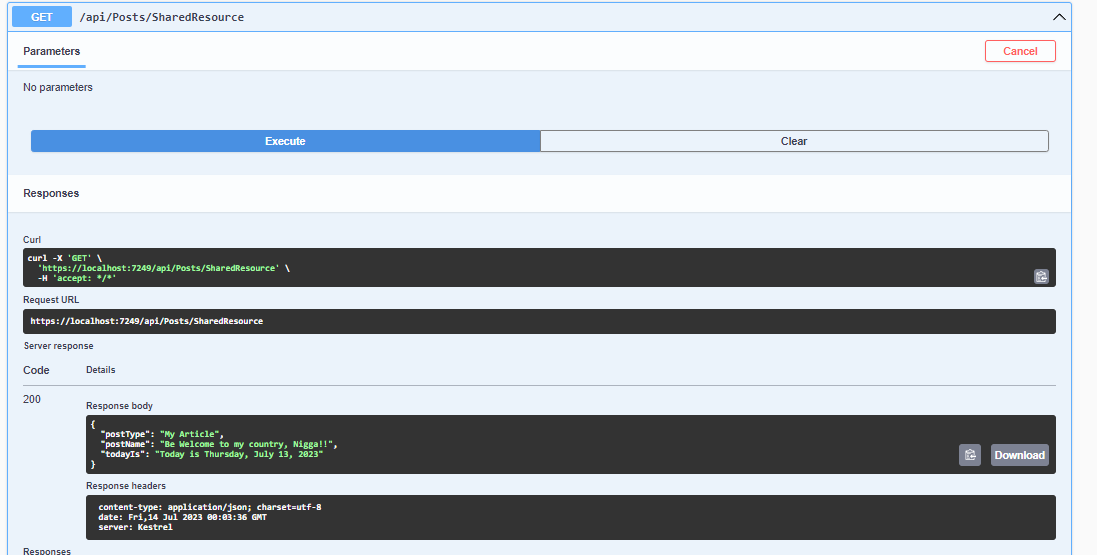 GET /api/Posts/SharedResource
Parameters
Cancel
No parameters
Execute
Clear
Responses
Curl
curl -X 'GET' \
'https://localhost:7249/api/Posts/SharedResource' \
-H 'accept: */*'
Request URL
https://localhost:7249/api/Posts/SharedResource
Server response
Code Details
200
Response body
{
"postType": "My Article",
"postName": "Be Welcome to my country, Nigga!!",
"todayIs": "Today is Thursday, July 13, 2023"
}
Download
Response headers
content-type: application/json; charset=utf-8
date: Fri,14 Jul 2023 00:03:36 GMT
server: Kestrel
Responses